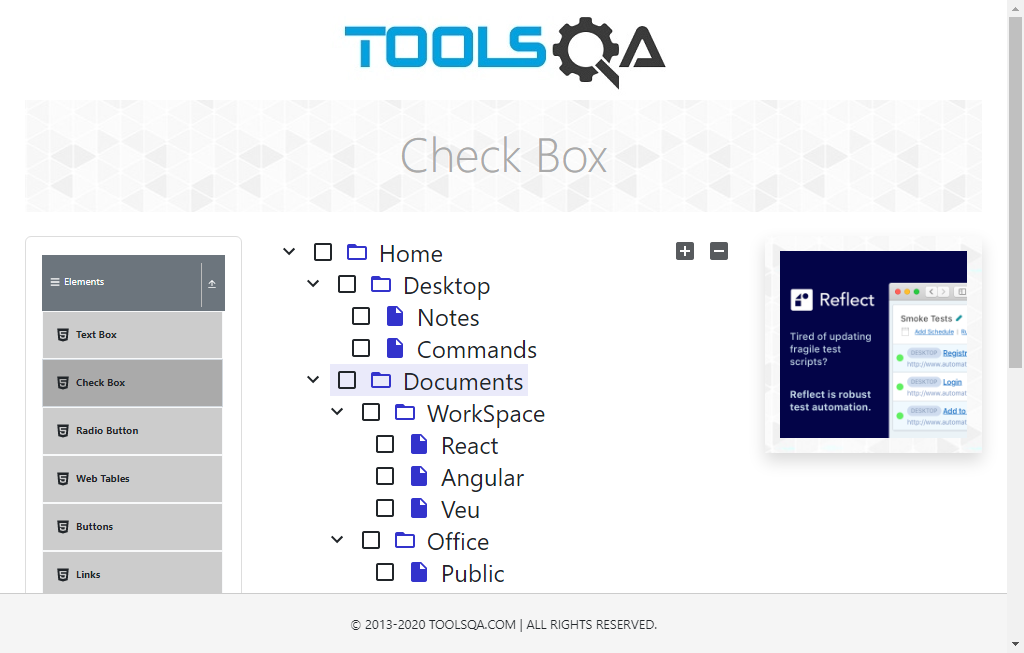 TOOLSQA
Check Box
Elements
Text Box
Check Box
Radio Button
Web Tables
Buttons
Links
Home
Desktop
Notes
Commands
Documents
WorkSpace
React
Angular
Veu
Office
Public
Reflect
Tired of updating
fragile test
scripts?
Reflect is robust
test automation.
Smoke Tests
Add Schedule
DESKTOP Registr
http://www.automat
DESKTOP Login
http://www.automat
DESKTOP Add to
http://www.automat
© 2013-2020 TOOLSQA.COM | ALL RIGHTS RESERVED.